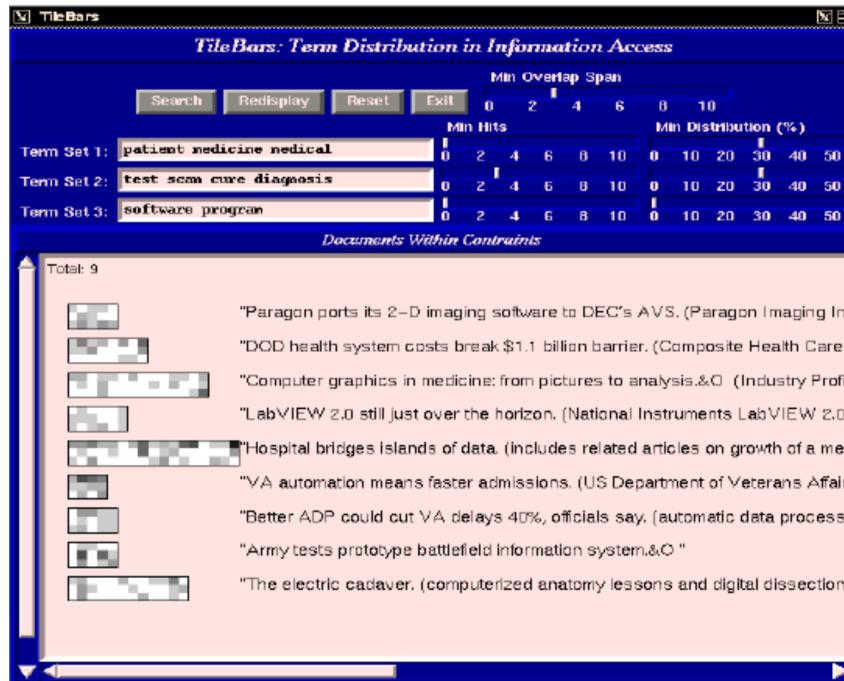 TileBars
TileBars: Term Distribution in Information Access
Min Overlap Span
Search Redisplay Reset Exit
0 2 4 6 8 10
Min Hits Min Distribution (%)
Term Set 1: patient medicine medical
0 2 4 6 8 10 0 10 20 30 40 50
Term Set 2: test scan cure diagnosis
0 2 4 6 8 10 0 10 20 30 40 50
Term Set 3: software program
0 2 4 6 8 10 0 10 20 30 40 50
Documents Within Contraints
Total: 9
"Paragon ports its 2-D imaging software to DEC's AVS. (Paragon Imaging In
"DOD health system costs break $1.1 billion barrier. (Composite Health Care
"Computer graphics in medicine: from pictures to analysis.&O (Industry Profi
"LabVIEW 2.0 still just over the horizon. (National Instruments LabVIEW 2.0
"Hospital bridges islands of data. (includes related articles on growth of a me
"VA automation means faster admissions. (US Department of Veterans Affai
"Better ADP could cut VA delays 40%, officials say. (automatic data process
"Army tests prototype battlefield information system.&O "
"The electric cadaver. (computerized anatomy lessons and digital dissection